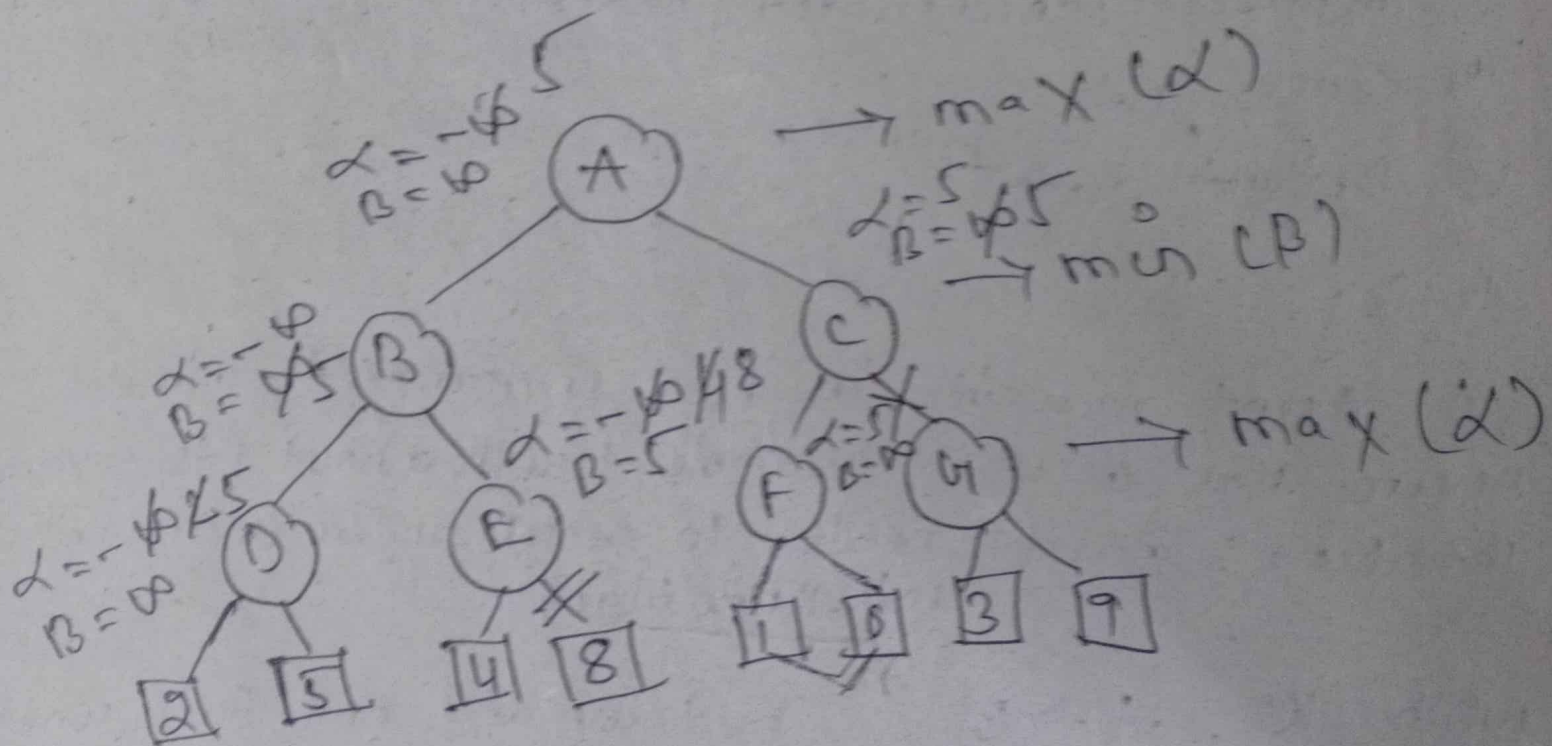 α = -∞ 5
B = ∞
A
→ max (α)
α = 5
B = ∞ 5
→ min (B)
α = -∞
B = ∞ 5
B
C
α = -∞ 4 8
B = 5
α = 5
B = ∞
→ max (α)
α = -∞ 2 5
B = ∞
D
E
F
G
2
5
4
8
1
3
9